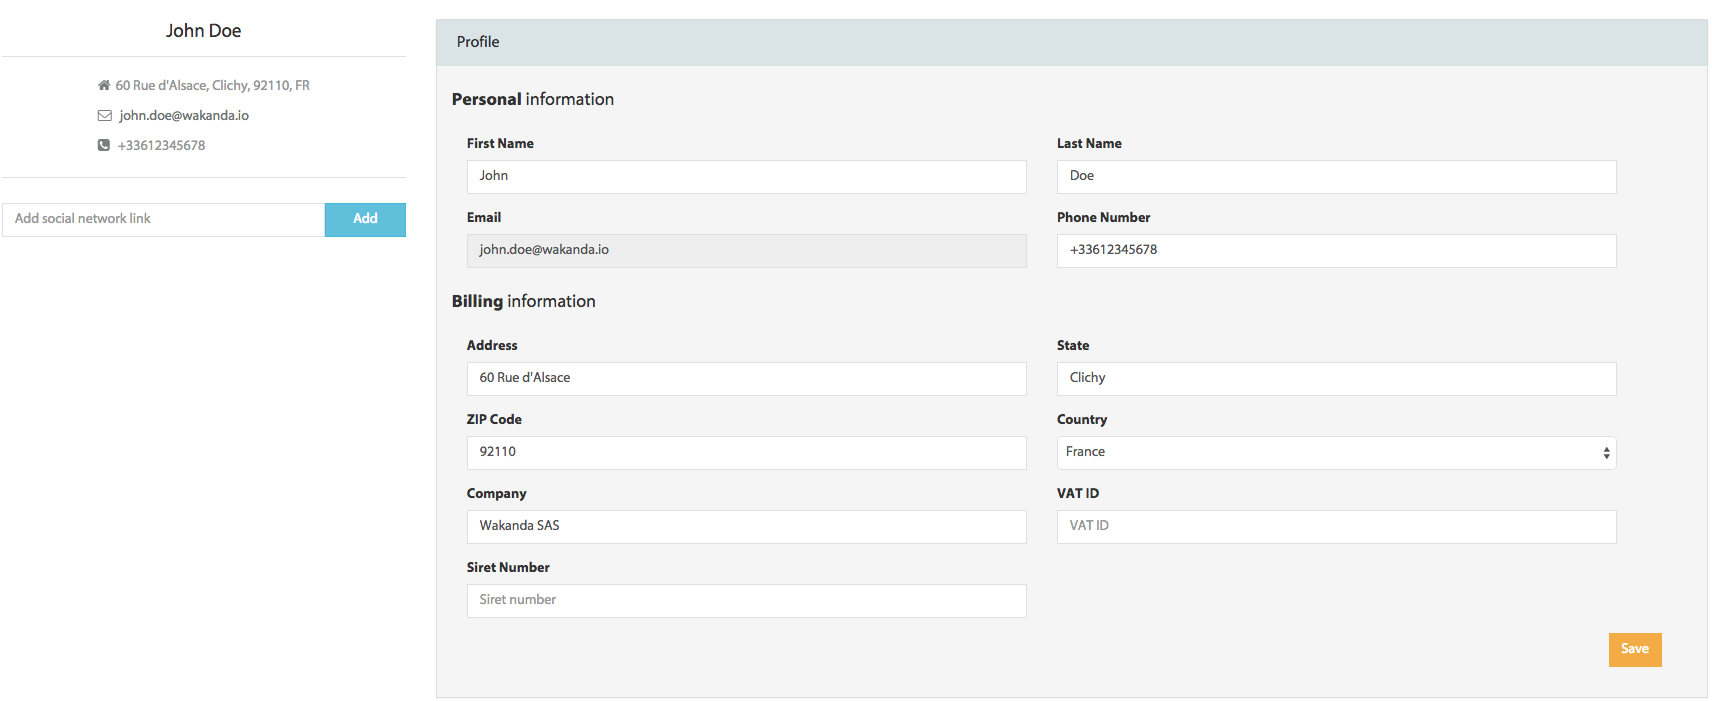 John Doe
60 Rue d'Alsace, Clichy, 92110, FR
john.doe@wakanda.io
+33612345678
Add social network link Add
Profile
Personal information
First Name Last Name
John Doe
Email Phone Number
john.doe@wakanda.io +33612345678
Billing information
Address State
60 Rue d'Alsace Clichy
ZIP Code Country
92110 France
Company VAT ID
Wakanda SAS VAT ID
Siret Number
Siret number
Save